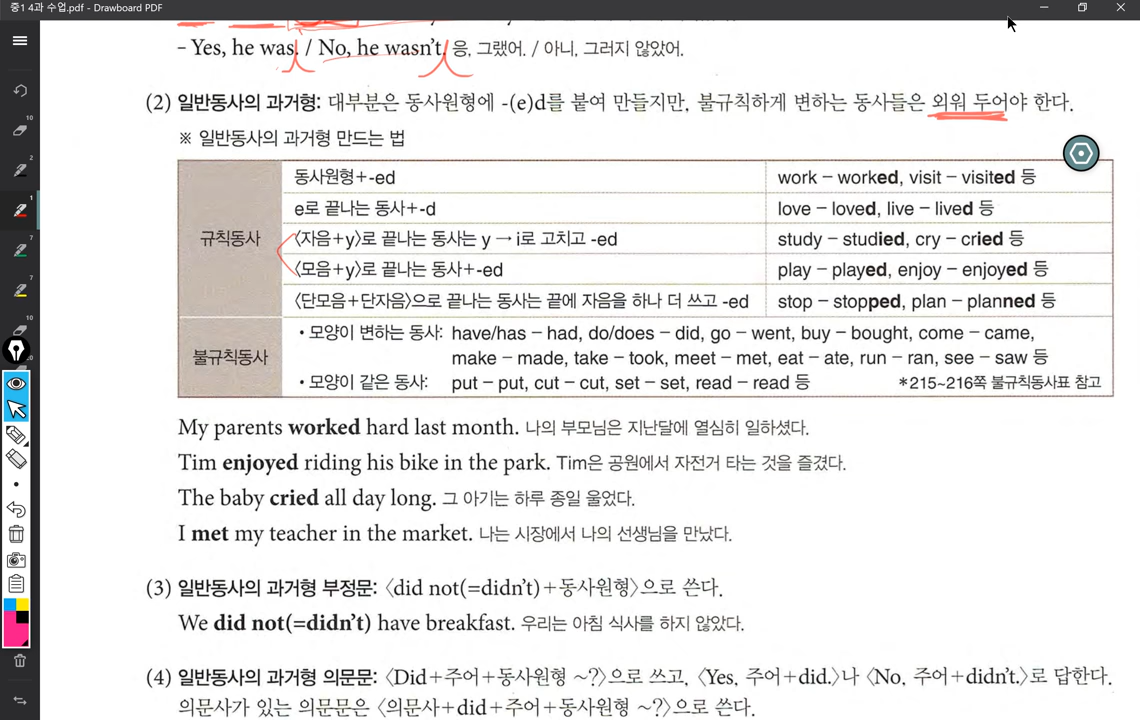 중1 4과 수업.pdf - Drawboard PDF
– Yes, he was. / No, he wasn't. 응, 그랬어. / 아니, 그러지 않았어.
(2) 일반동사의 과거형: 대부분은 동사원형에 -(e)d를 붙여 만들지만, 불규칙하게 변하는 동사들은 외워 두어야 한다.
※ 일반동사의 과거형 만드는 법
규칙동사
동사원형+-ed work – worked, visit – visited 등
e로 끝나는 동사+-d love – loved, live – lived 등
〈자음+y〉로 끝나는 동사는 y → i로 고치고 -ed study – studied, cry – cried 등
〈모음+y〉로 끝나는 동사+-ed play – played, enjoy – enjoyed 등
〈단모음+단자음〉으로 끝나는 동사는 끝에 자음을 하나 더 쓰고 -ed stop – stopped, plan – planned 등
불규칙동사
• 모양이 변하는 동사: have/has – had, do/does – did, go – went, buy – bought, come – came,
make – made, take – took, meet – met, eat – ate, run – ran, see – saw 등
• 모양이 같은 동사: put – put, cut – cut, set – set, read – read 등 *215~216쪽 불규칙동사표 참고
My parents worked hard last month. 나의 부모님은 지난달에 열심히 일하셨다.
Tim enjoyed riding his bike in the park. Tim은 공원에서 자전거 타는 것을 즐겼다.
The baby cried all day long. 그 아기는 하루 종일 울었다.
I met my teacher in the market. 나는 시장에서 나의 선생님을 만났다.
(3) 일반동사의 과거형 부정문: 〈did not(=didn't)+동사원형〉으로 쓴다.
We did not(=didn't) have breakfast. 우리는 아침 식사를 하지 않았다.
(4) 일반동사의 과거형 의문문: 〈Did+주어+동사원형 ~?〉으로 쓰고, 〈Yes, 주어+did.〉나 〈No, 주어+didn't.〉로 답한다.
의문사가 있는 의문문은 〈의문사+did+주어+동사원형 ~?〉으로 쓴다.
10
2
1
7
7
10